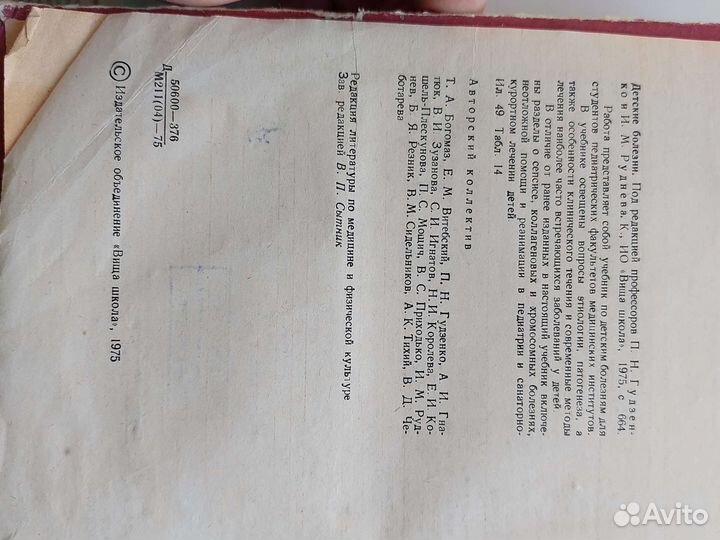 Детские болезни. Под редакцией профессоров П. Н. Гудзен-
ко и И. М. Руднева, К., ИО «Вища школа», 1975, с 664.
Работа представляет собой учебник по детским болезням для
студентов педиатрических факультетов медицинских институтов.
В учебнике освещены вопросы этиологии, патогенеза, а
также особенности клинического течения и современные методы
лечения наиболее часто встречающихся заболеваний у детей
В отличие от ранее изданных в настоящий учебник включе-
ны разделы о сепсисе, коллагеновых и хромосомных болезнях,
неотложной помощи и реанимации в педиатрии и санаторно-
курортном лечении детей
Ил. 49 Табл. 14
Авторский коллектив
Т. А. Богомаз, Е. М. Витебский, П. Н. Гудзенко, А. И. Гна-
тюк, В. И. Зузанова, С. И. Игнатов, Н. И. Королева, Е. И Ко-
шель-Плескунова, П. С. Мощич, В. С. Приходько, И. М. Руд-
нев, Б. Я. Резник, В. М. Сидельников, А. К. Тихий, В. Д. Че-
ботарева
Редакция литературы по медицине и физической культуре
Зав. редакцией В. П. Сытник
Д 50600—376
М211(04)—75
© Издательское объединение «Вища школа», 1975
Avito